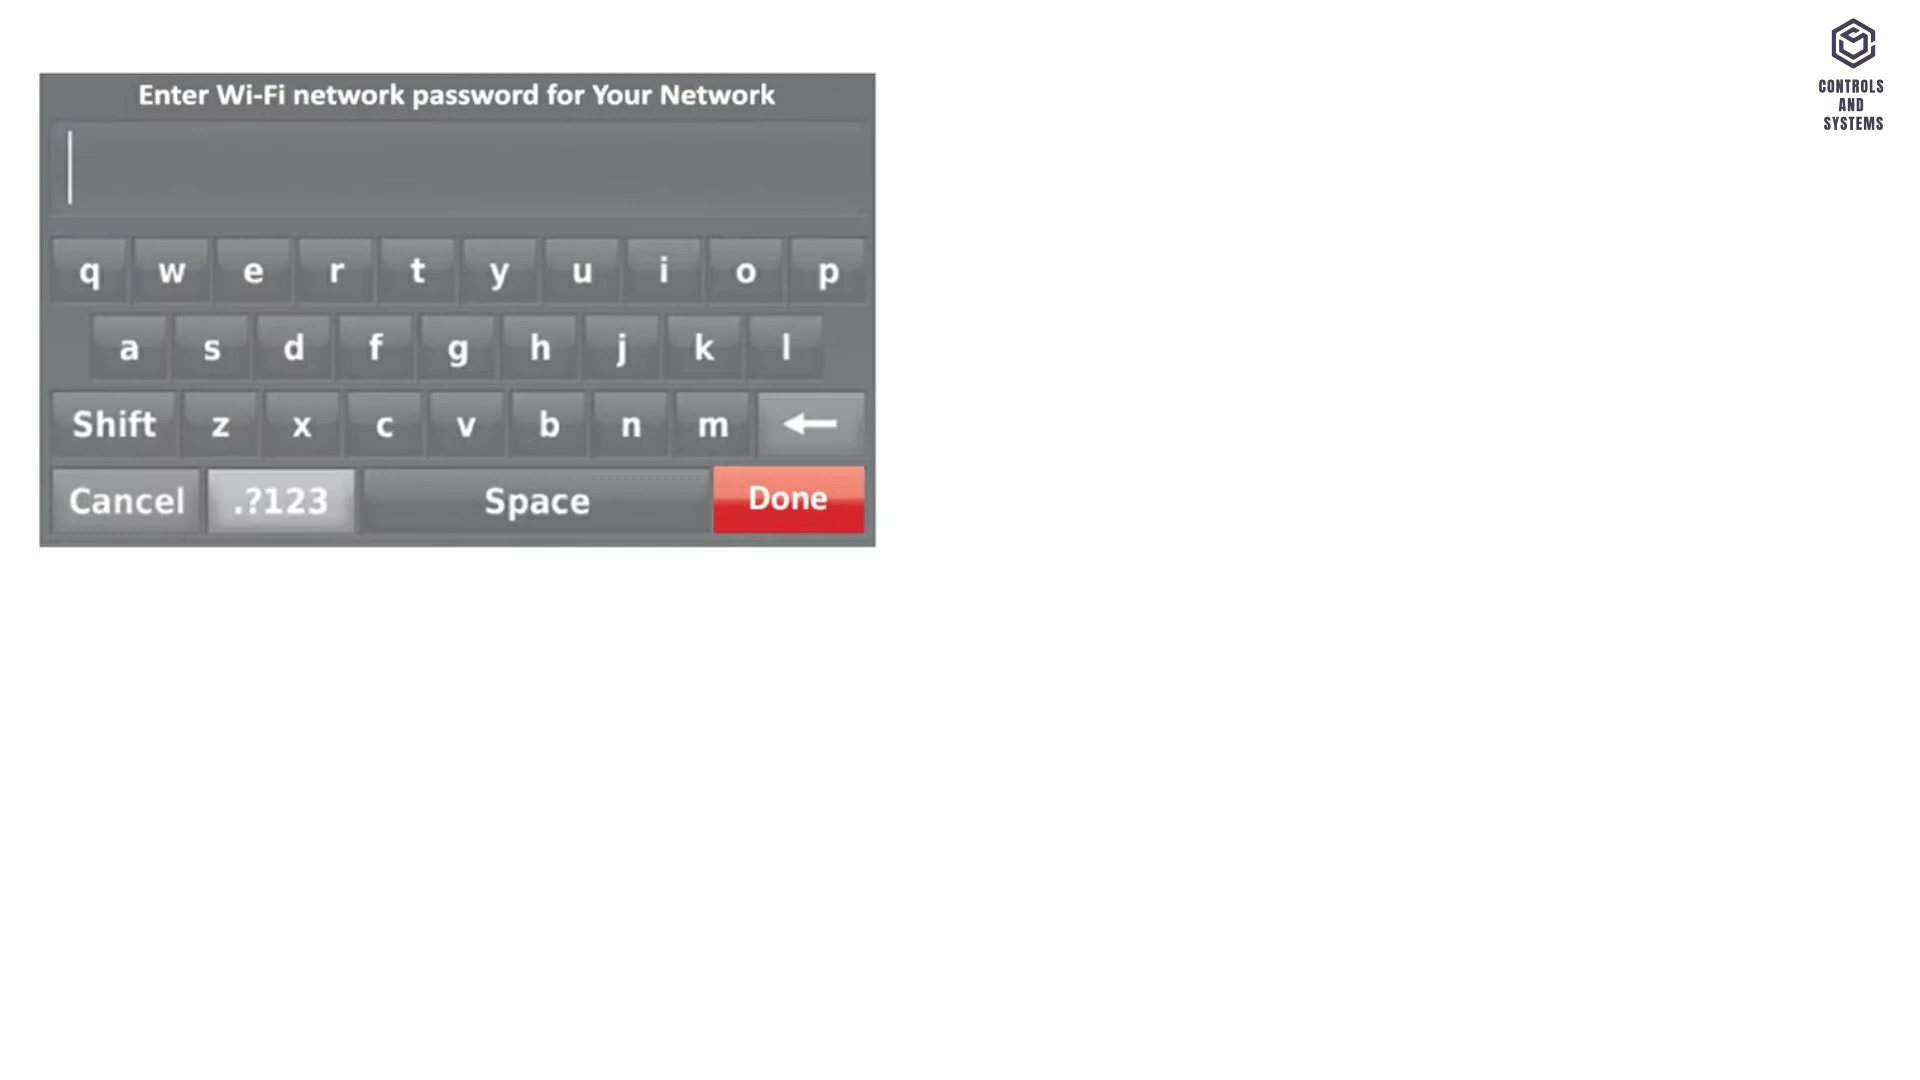 Enter Wi-Fi network password for Your Network
q w e r t y u i o p
a s d f g h j k l
Shift z x c v b n m
Cancel .?123 Space Done
CONTROLS
AND
SYSTEMS